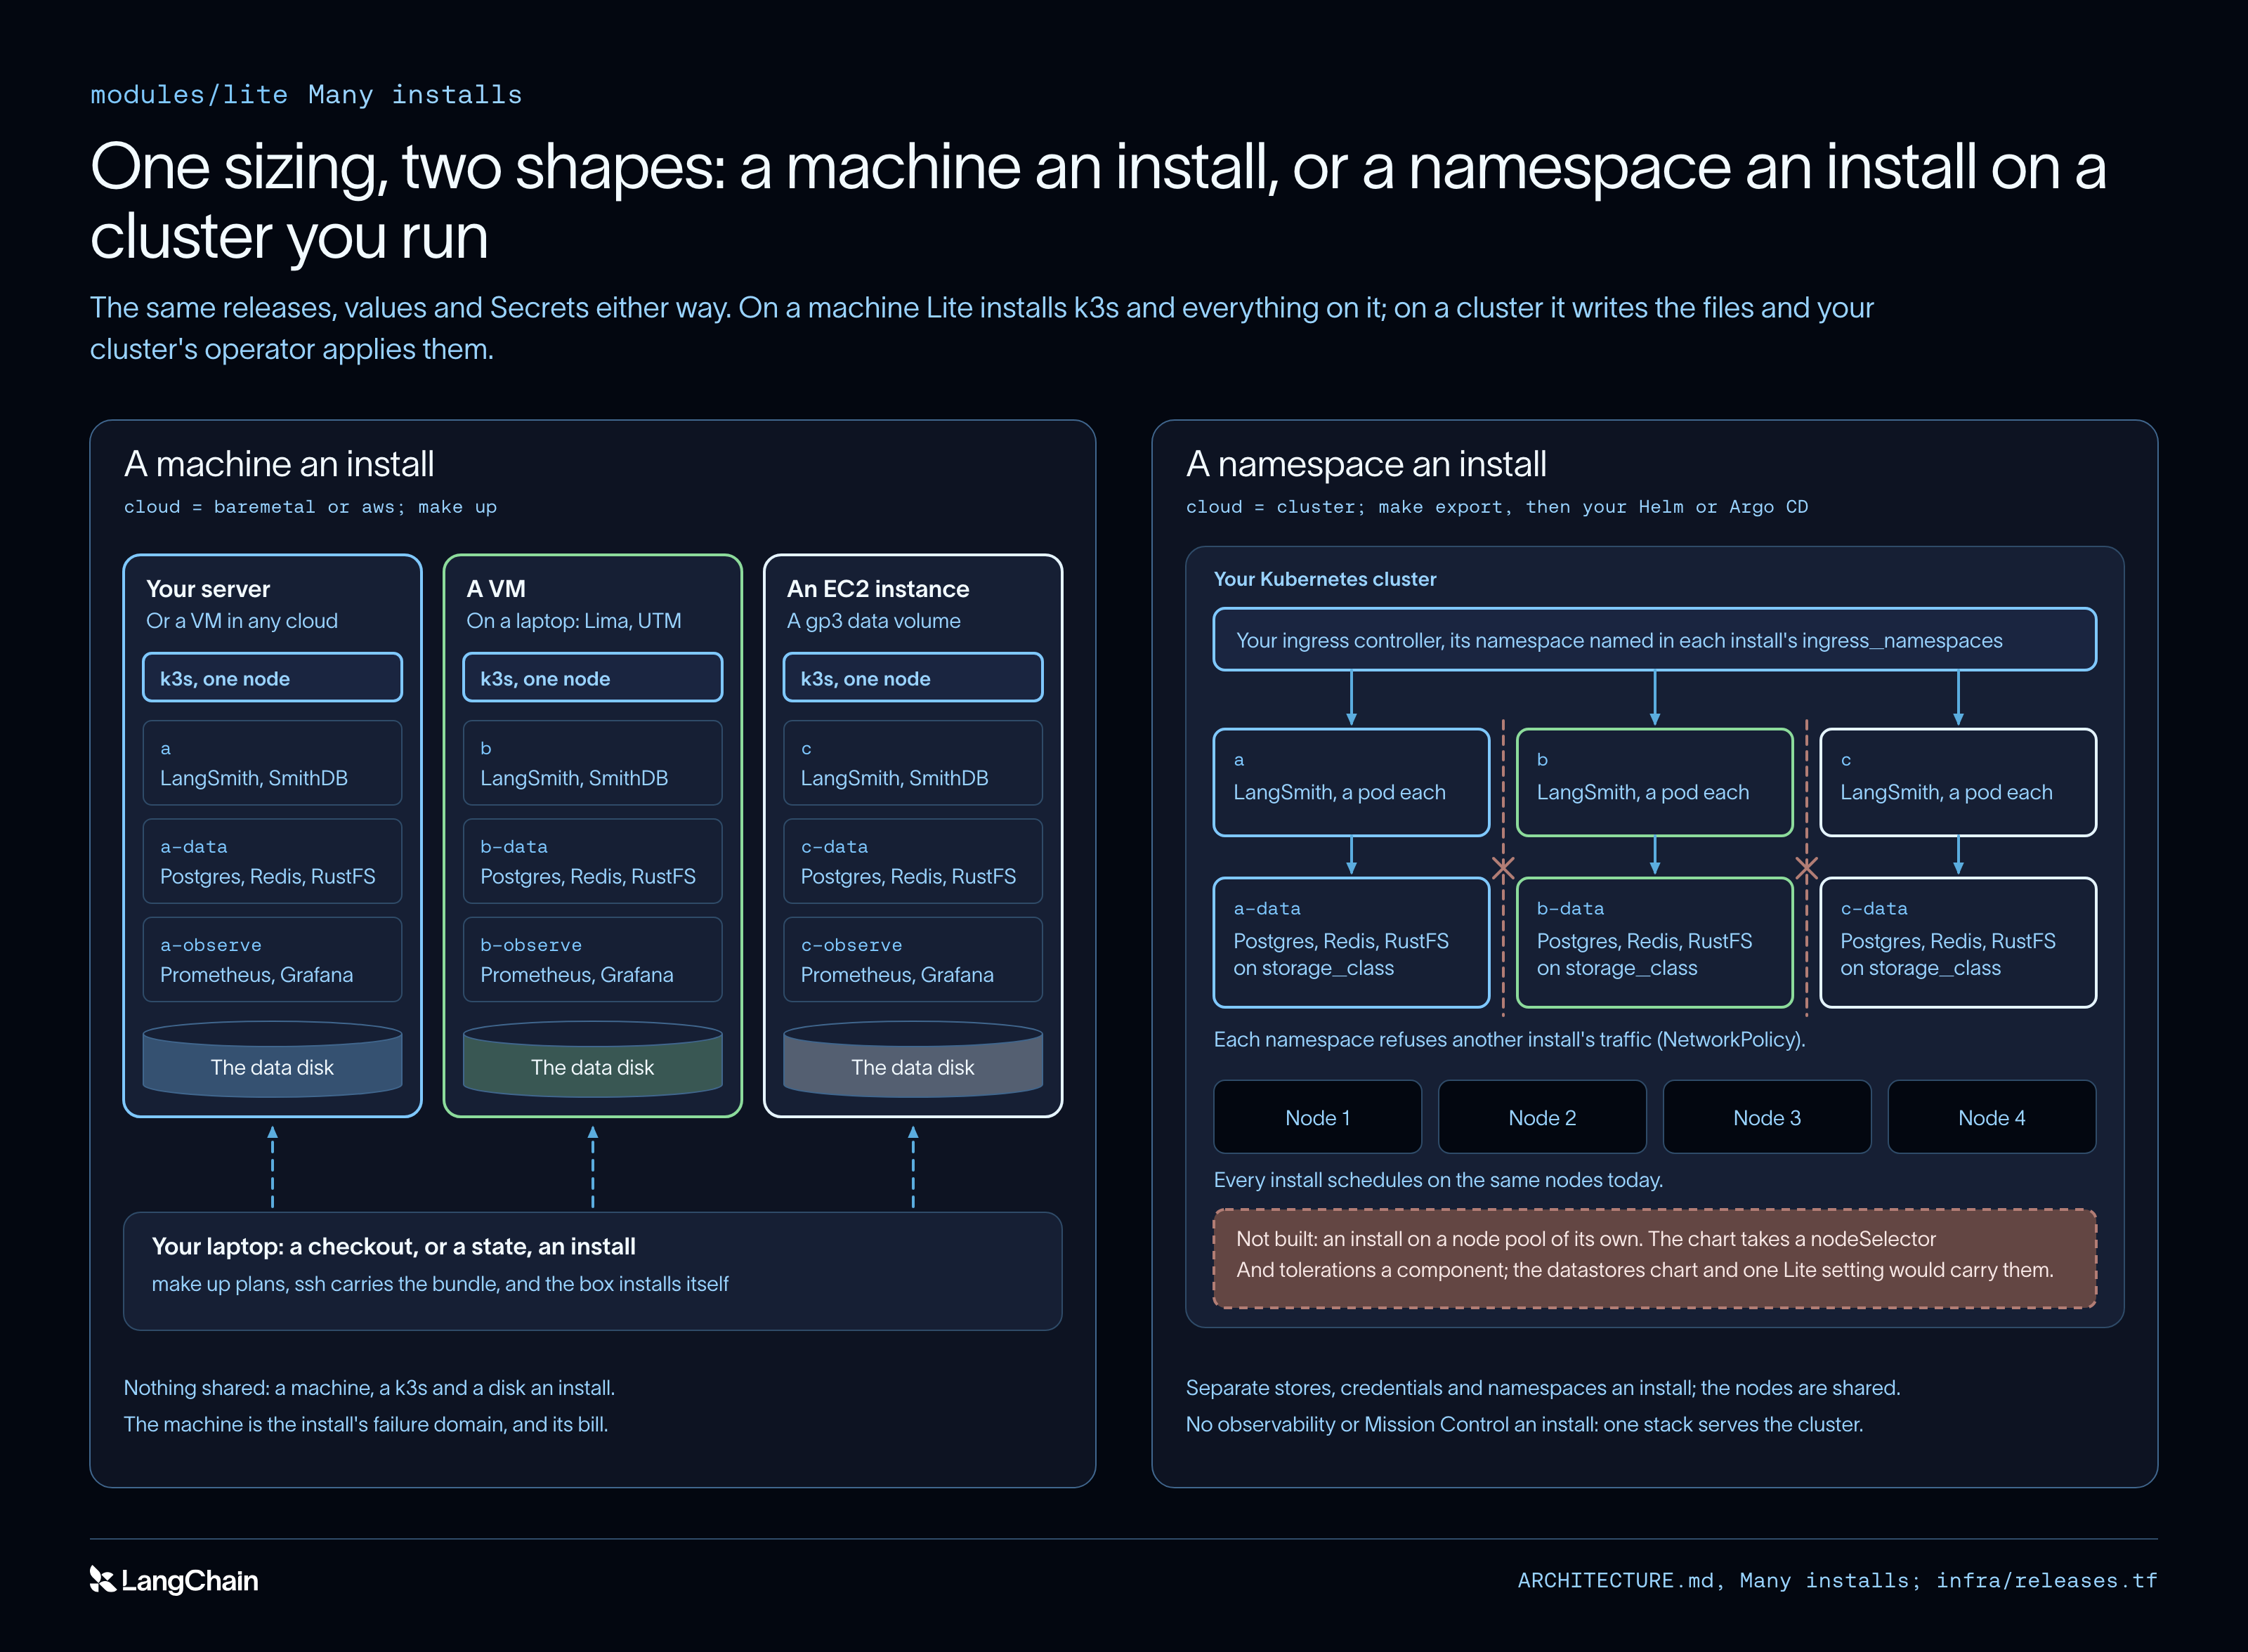 modules/lite Many installs
One sizing, two shapes: a machine an install, or a namespace an install on a
cluster you run
The same releases, values and Secrets either way. On a machine Lite installs k3s and everything on it; on a cluster it writes the files and your
cluster's operator applies them.
A machine an install
cloud = baremetal or aws; make up
Your server
Or a VM in any cloud
k3s, one node
a
LangSmith, SmithDB
a-data
Postgres, Redis, RustFS
a-observe
Prometheus, Grafana
The data disk
A VM
On a laptop: Lima, UTM
k3s, one node
b
LangSmith, SmithDB
b-data
Postgres, Redis, RustFS
b-observe
Prometheus, Grafana
The data disk
An EC2 instance
A gp3 data volume
k3s, one node
c
LangSmith, SmithDB
c-data
Postgres, Redis, RustFS
c-observe
Prometheus, Grafana
The data disk
Your laptop: a checkout, or a state, an install
make up plans, ssh carries the bundle, and the box installs itself
Nothing shared: a machine, a k3s and a disk an install.
The machine is the install's failure domain, and its bill.
A namespace an install
cloud = cluster; make export, then your Helm or Argo CD
Your Kubernetes cluster
Your ingress controller, its namespace named in each install's ingress_namespaces
a
LangSmith, a pod each
b
LangSmith, a pod each
c
LangSmith, a pod each
a-data
Postgres, Redis, RustFS
on storage_class
b-data
Postgres, Redis, RustFS
on storage_class
c-data
Postgres, Redis, RustFS
on storage_class
Each namespace refuses another install's traffic (NetworkPolicy).
Node 1
Node 2
Node 3
Node 4
Every install schedules on the same nodes today.
Not built: an install on a node pool of its own. The chart takes a nodeSelector
And tolerations a component; the datastores chart and one Lite setting would carry them.
Separate stores, credentials and namespaces an install; the nodes are shared.
No observability or Mission Control an install: one stack serves the cluster.
LangChain
ARCHITECTURE.md, Many installs; infra/releases.tf